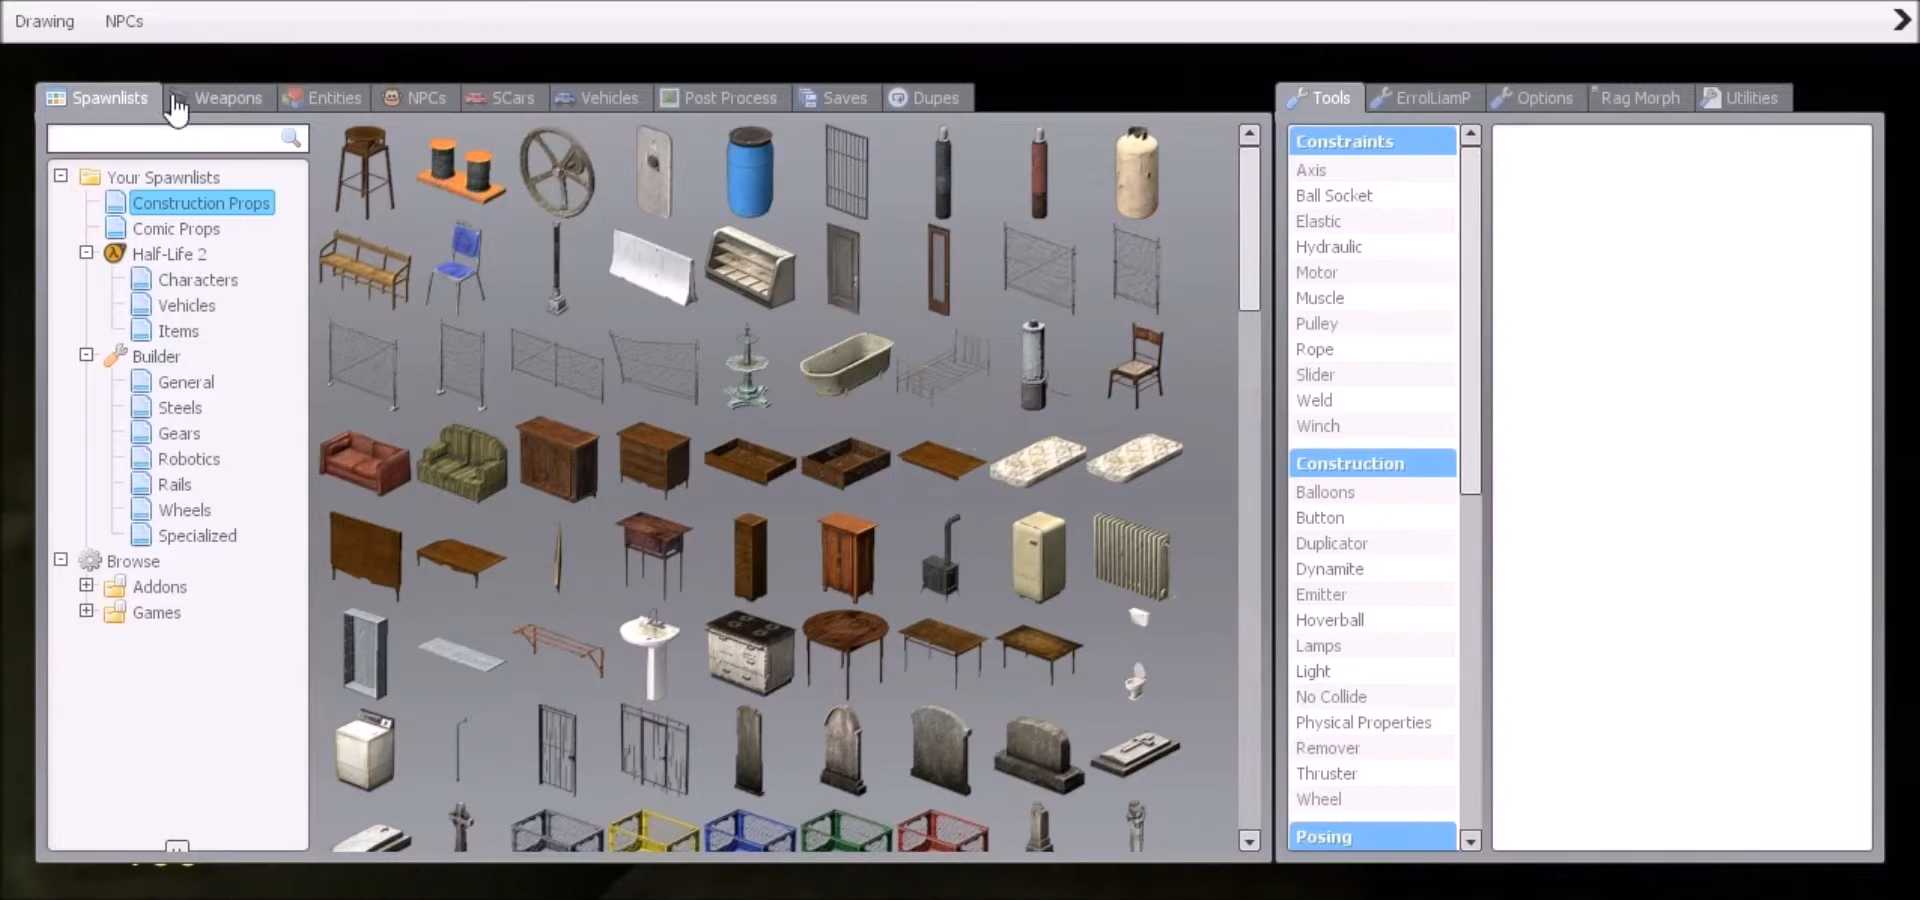 Drawing NPCs
Spawnlists Weapons Entities NPCs SCars Vehicles Post Process Saves Dupes
Your Spawnlists
Construction Props
Comic Props
Half-Life 2
Characters
Vehicles
Items
Builder
General
Steels
Gears
Robotics
Rails
Wheels
Specialized
Browse
Addons
Games
Tools ErrolLiamP Options Rag Morph Utilities
Constraints
Axis
Ball Socket
Elastic
Hydraulic
Motor
Muscle
Pulley
Rope
Slider
Weld
Winch
Construction
Balloons
Button
Duplicator
Dynamite
Emitter
Hoverball
Lamps
Light
No Collide
Physical Properties
Remover
Thruster
Wheel
Posing